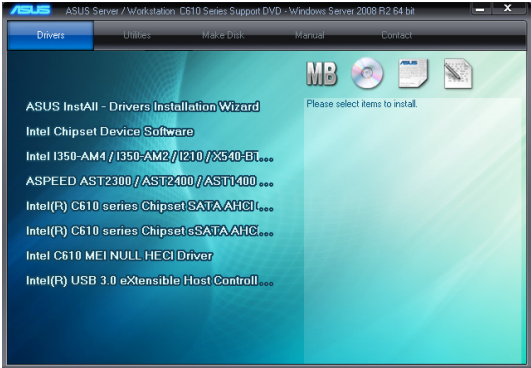 ASUS ASUS Server / Workstation C610 Series Support DVD - Windows Server 2008 R2 64 bit
Drivers Utilities Make Disk Manual Contact
MB
ASUS InstAll - Drivers Installation Wizard
Please select items to install.
Intel Chipset Device Software
Intel I350-AM4 / I350-AM2 / I210 / X540-BT...
ASPEED AST2300 / AST2400 / AST1400 ...
Intel(R) C610 series Chipset SATA AHCI (...
Intel(R) C610 series Chipset sSATA AHCI...
Intel C610 MEI NULL HECI Driver
Intel(R) USB 3.0 eXtensible Host Controll...